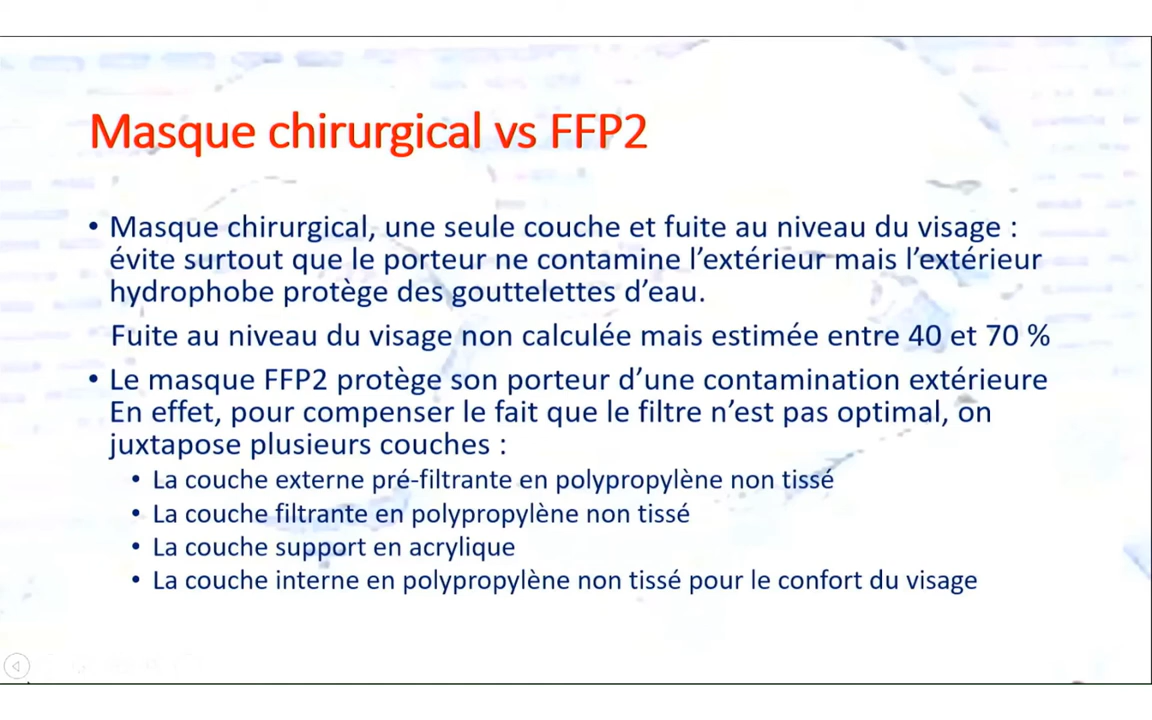 Masque chirurgical vs FFP2
• Masque chirurgical, une seule couche et fuite au niveau du visage :
évite surtout que le porteur ne contamine l’extérieur mais l’extérieur
hydrophobe protège des gouttelettes d’eau.
Fuite au niveau du visage non calculée mais estimée entre 40 et 70 %
• Le masque FFP2 protège son porteur d’une contamination extérieure
En effet, pour compenser le fait que le filtre n’est pas optimal, on
juxtapose plusieurs couches :
• La couche externe pré-filtrante en polypropylène non tissé
• La couche filtrante en polypropylène non tissé
• La couche support en acrylique
• La couche interne en polypropylène non tissé pour le confort du visage